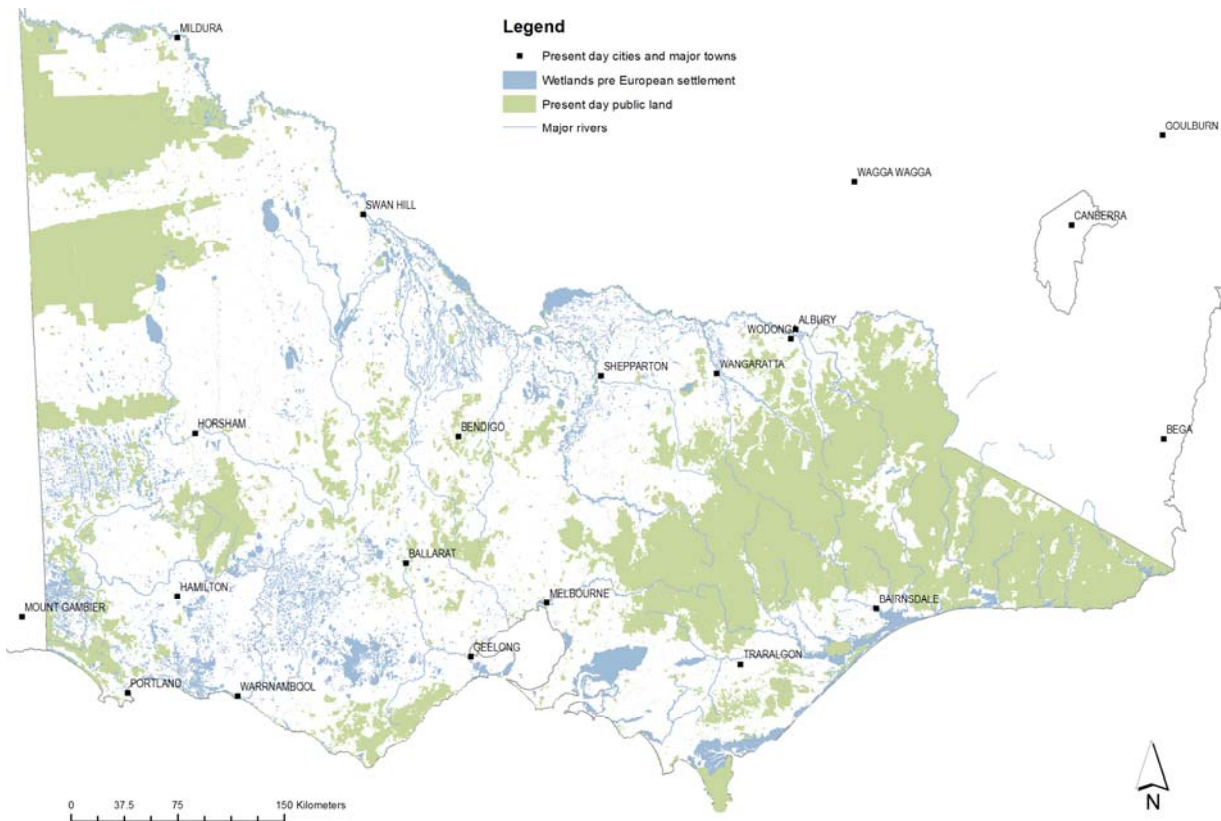 MILDURA
Legend
Present day cities and major towns
Wetlands pre European settlement
Present day public land
Major rivers
GOULBURN
WAGGA WAGGA
SWAN HILL
CANBERRA
ALBURY
WODONGA
SHEPPARTON
WANGARATTA
HORSHAM
BENDIGO
BEGA
BALLARAT
HAMILTON
MELBOURNE
MOUNT GAMBIER
BAIRNSDALE
GEELONG
TRARALGON
PORTLAND
WARRNAMBOOL
0 37.5 75 150 Kilometers
N